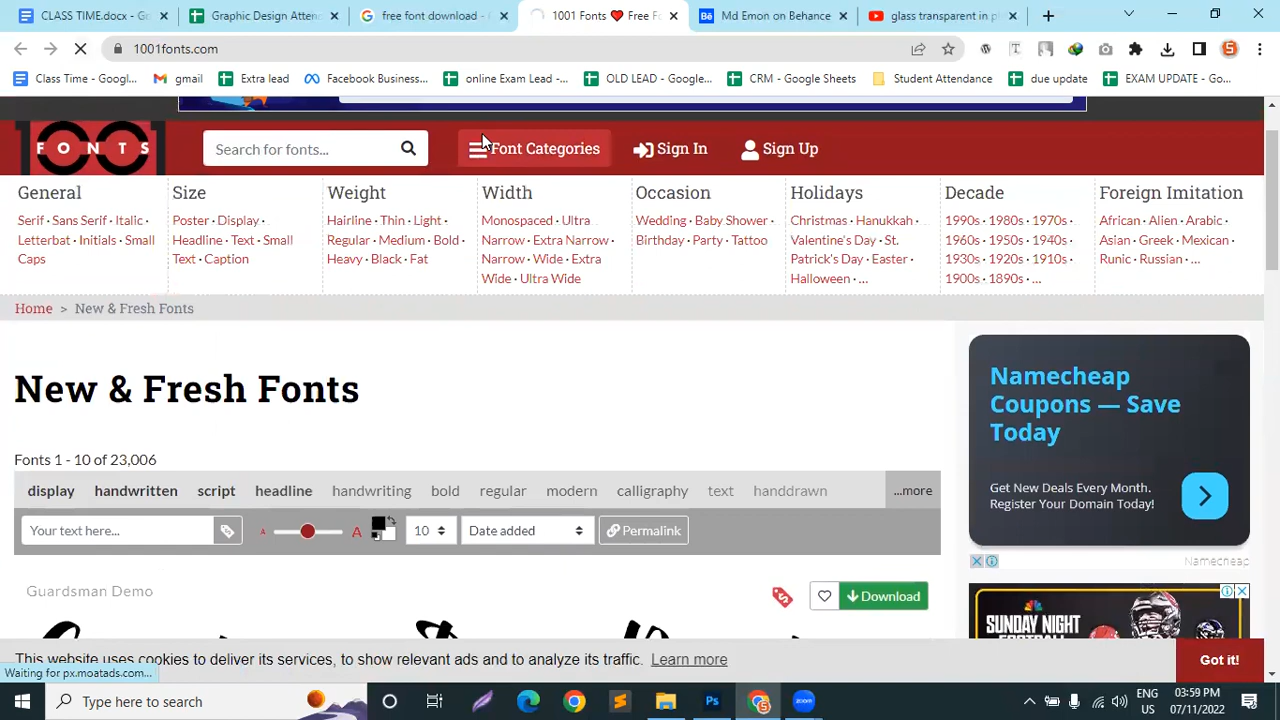 CLASS TIME.docx - Goo
Graphic Design Attend
free font download - Go
1001 Fonts ❤ Free Fo
Md Emon on Behance
glass transparent in ph
1001fonts.com
Class Time - Googl...
gmail
Extra lead
Facebook Business...
online Exam Lead -...
OLD LEAD - Google...
CRM - Google Sheets
Student Attendance
due update
EXAM UPDATE - Go...
FONTS
Search for fonts...
Font Categories
Sign In
Sign Up
General
Serif · Sans Serif · Italic ·
Letterbat · Initials · Small
Caps
Size
Poster · Display ·
Headline · Text · Small
Text · Caption
Weight
Hairline · Thin · Light ·
Regular · Medium · Bold ·
Heavy · Black · Fat
Width
Monospaced · Ultra
Narrow · Extra Narrow ·
Narrow · Wide · Extra
Wide · Ultra Wide
Occasion
Wedding · Baby Shower ·
Birthday · Party · Tattoo
Holidays
Christmas · Hanukkah ·
Valentine's Day · St.
Patrick's Day · Easter ·
Halloween · ...
Decade
1990s · 1980s · 1970s ·
1960s · 1950s · 1940s ·
1930s · 1920s · 1910s ·
1900s · 1890s · ...
Foreign Imitation
African · Alien · Arabic ·
Asian · Greek · Mexican ·
Runic · Russian · ...
Home > New & Fresh Fonts
New & Fresh Fonts
Fonts 1 - 10 of 23,006
display handwritten script headline handwriting bold regular modern calligraphy text handdrawn ...more
Your text here...
A A
10
Date added
Permalink
Guardsman Demo
Download
Namecheap
Coupons — Save
Today
Get New Deals Every Month.
Register Your Domain Today!
Namecheap
SUNDAY NIGHT
This website uses cookies to deliver its services, to show relevant ads and to analyze its traffic. Learn more
Got it!
Waiting for px.moatads.com...
Type here to search
Ps
zoom
ENG
US
03:59 PM
07/11/2022